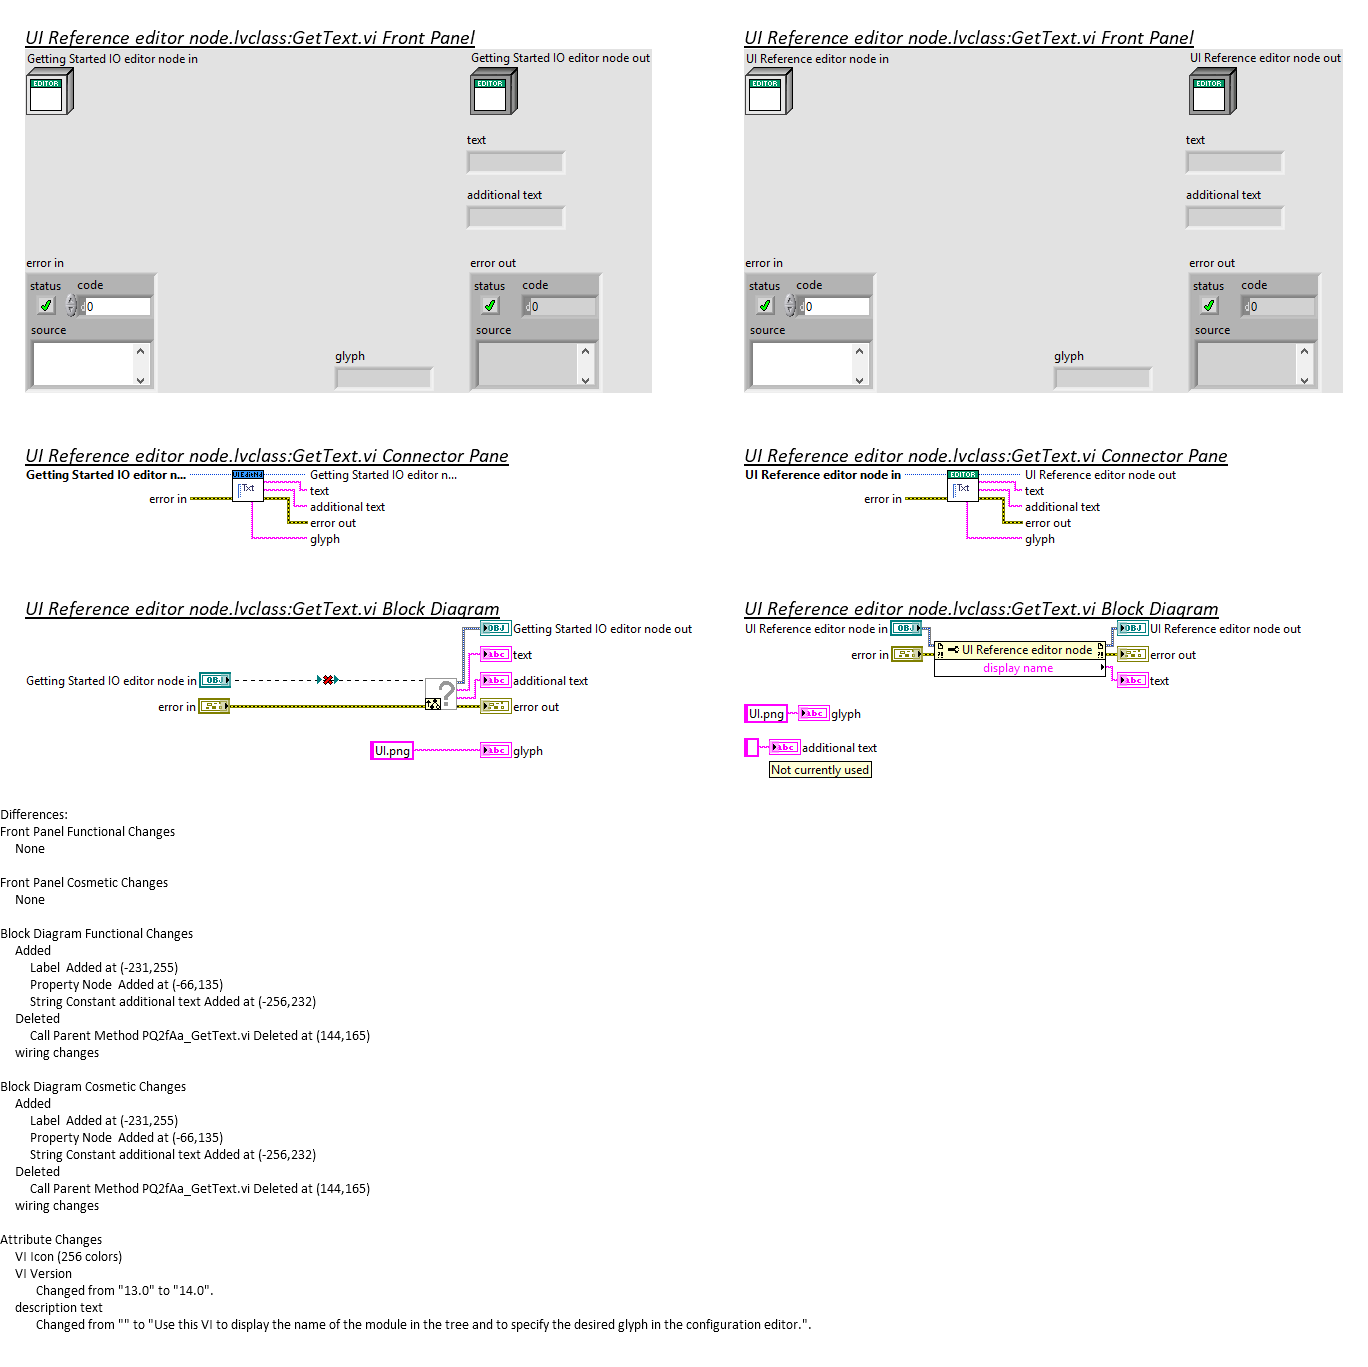 UI Reference editor node.lvclass:GetText.vi Front Panel
Getting Started IO editor node in
Getting Started IO editor node out
EDITOR
EDITOR
text
additional text
error in
error out
status code
0
source
status code
0
source
glyph
UI Reference editor node.lvclass:GetText.vi Front Panel
UI Reference editor node in
UI Reference editor node out
EDITOR
EDITOR
text
additional text
error in
error out
status code
0
source
status code
0
source
glyph
UI Reference editor node.lvclass:GetText.vi Connector Pane
Getting Started IO editor n...
Getting Started IO editor n...
Txt
text
error in
additional text
error out
glyph
UI Reference editor node.lvclass:GetText.vi Connector Pane
UI Reference editor node in
EDITOR
UI Reference editor node out
Txt
text
error in
additional text
error out
glyph
UI Reference editor node.lvclass:GetText.vi Block Diagram
OBJ
Getting Started IO editor node out
abc
text
Getting Started IO editor node in
OBJ
?
abc
additional text
error in
error out
UI.png
abc
glyph
UI Reference editor node.lvclass:GetText.vi Block Diagram
UI Reference editor node in
OBJ
OBJ
UI Reference editor node out
error in
UI Reference editor node
error out
display name
abc
text
UI.png
abc
glyph
abc
additional text
Not currently used
Differences:
Front Panel Functional Changes
None
Front Panel Cosmetic Changes
None
Block Diagram Functional Changes
Added
Label  Added at (-231,255)
Property Node  Added at (-66,135)
String Constant additional text Added at (-256,232)
Deleted
Call Parent Method PQ2fAa_GetText.vi Deleted at (144,165)
wiring changes
Block Diagram Cosmetic Changes
Added
Label  Added at (-231,255)
Property Node  Added at (-66,135)
String Constant additional text Added at (-256,232)
Deleted
Call Parent Method PQ2fAa_GetText.vi Deleted at (144,165)
wiring changes
Attribute Changes
VI Icon (256 colors)
VI Version
Changed from "13.0" to "14.0".
description text
Changed from "" to "Use this VI to display the name of the module in the tree and to specify the desired glyph in the configuration editor.".